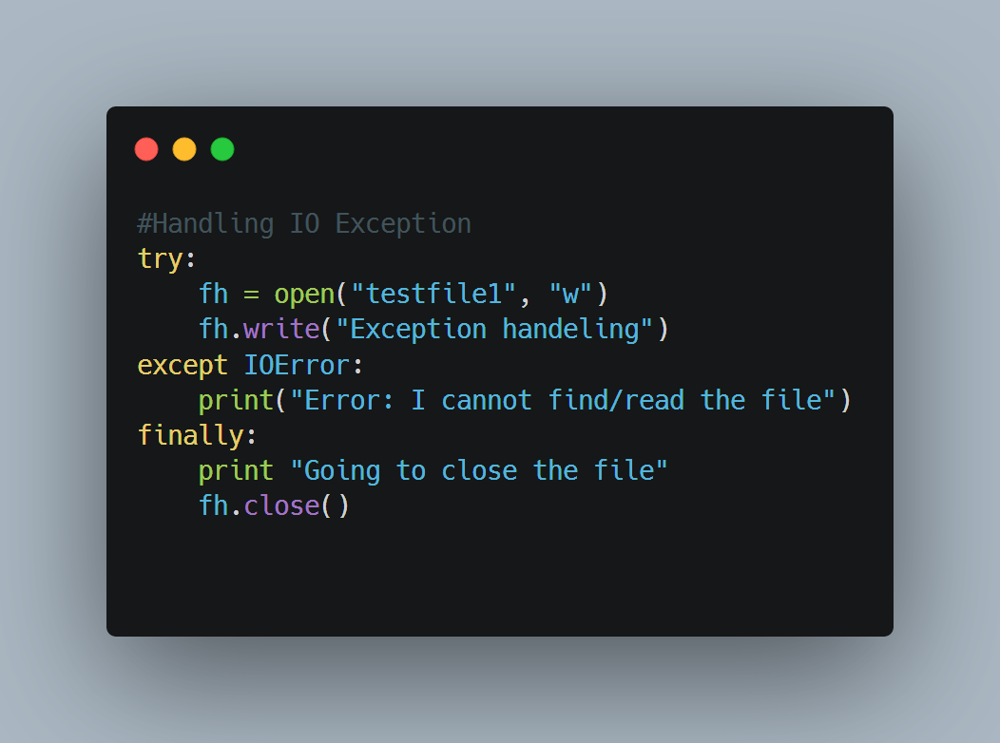 #Handling IO Exception
try:
    fh = open("testfile1", "w")
    fh.write("Exception handeling")
except IOError:
    print("Error: I cannot find/read the file")
finally:
    print "Going to close the file"
    fh.close()